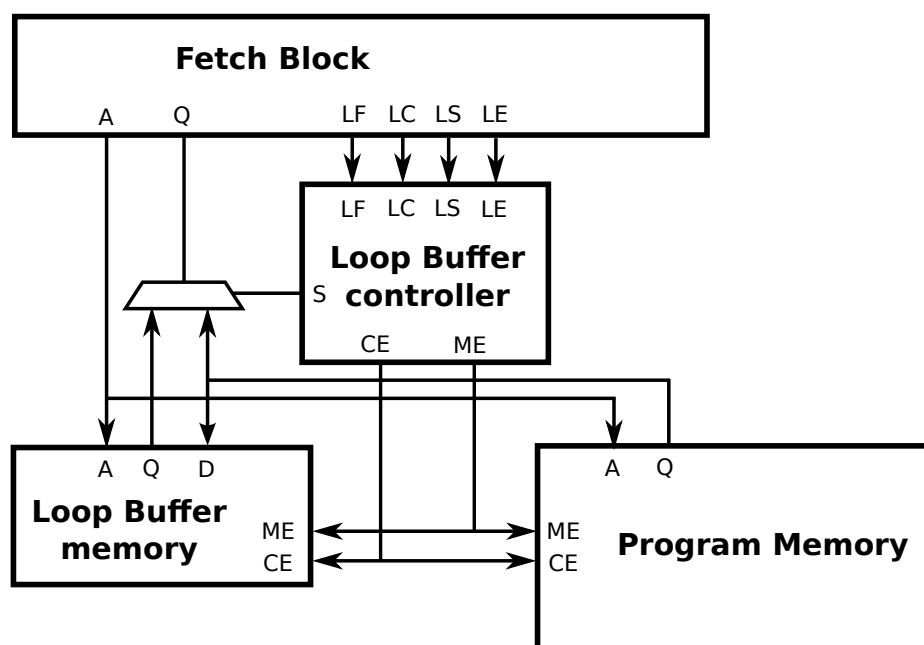 Fetch Block
A Q LF LC LS LE
LF LC LS LE
Loop Buffer
controller
S
CE ME
A Q D
Loop Buffer
memory
ME
CE
A Q
ME
CE
Program Memory